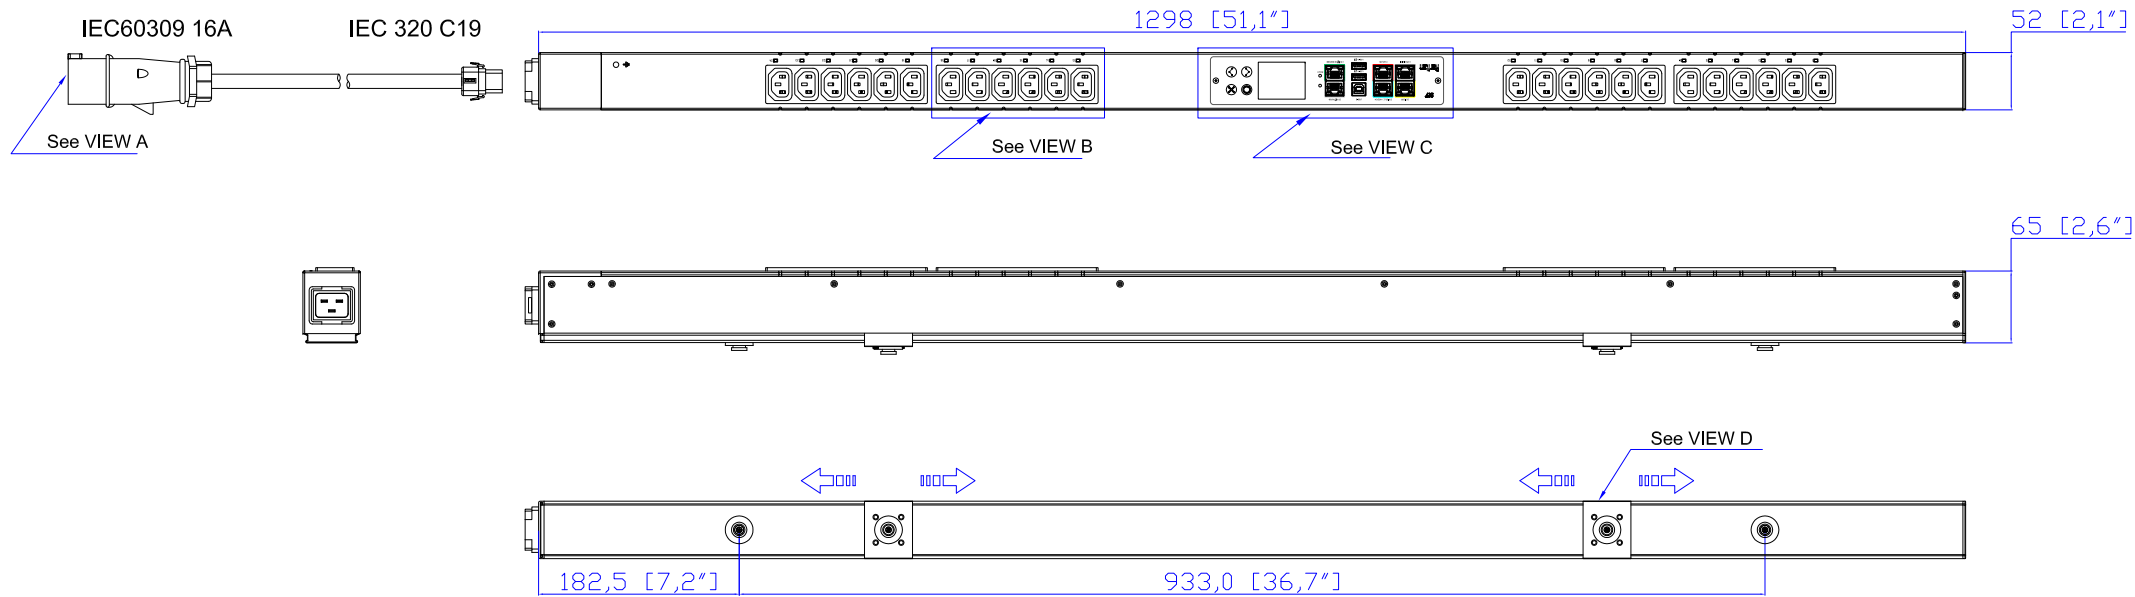 IEC60309 16A
IEC 320 C19
1298 [51,1"]
52 [2,1"]
See VIEW A
See VIEW B
See VIEW C
65 [2,6"]
See VIEW D
182,5 [7,2"]
933,0 [36,7"]